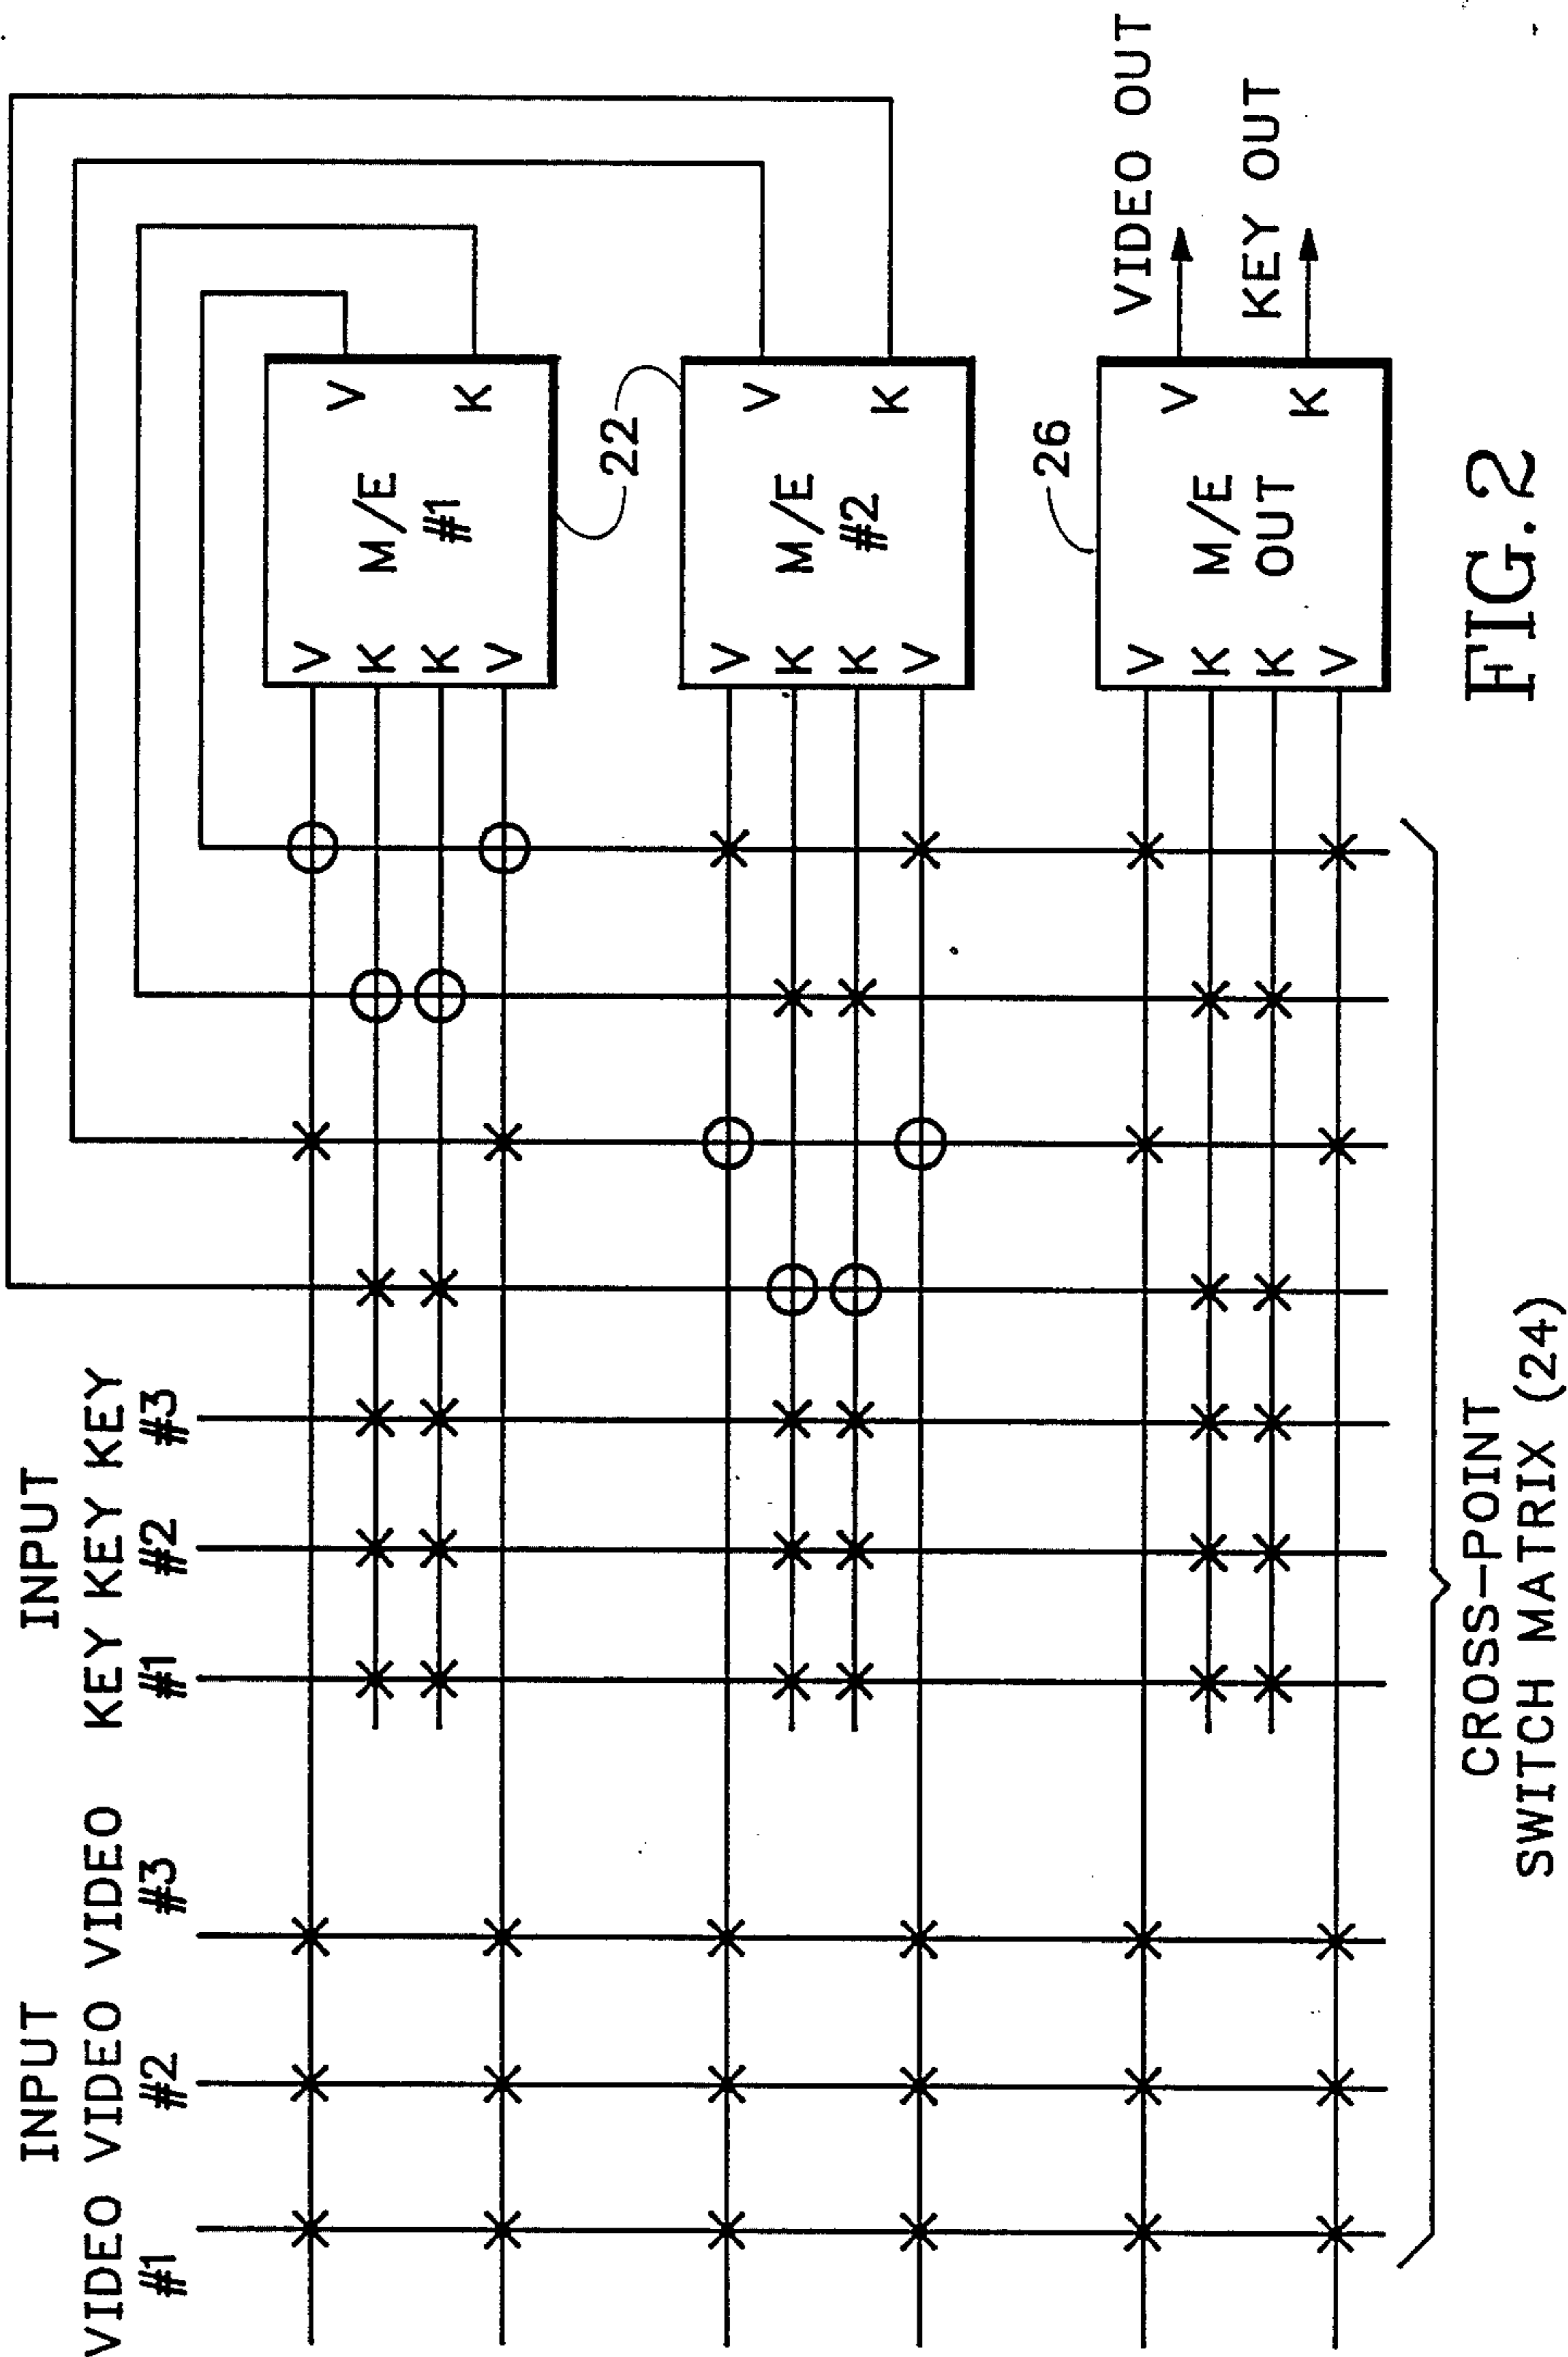 INPUT
VIDEO VIDEO VIDEO
#1 #2 #3
INPUT
KEY KEY KEY
#1 #2 #3
V
K
K
V
M/E
#1
V
K
22
V
K
K
V
M/E
#2
V
K
26
V
K
K
V
M/E
OUT
V
K
VIDEO OUT
KEY OUT
CROSS-POINT
SWITCH MATRIX (24)
FIG. 2